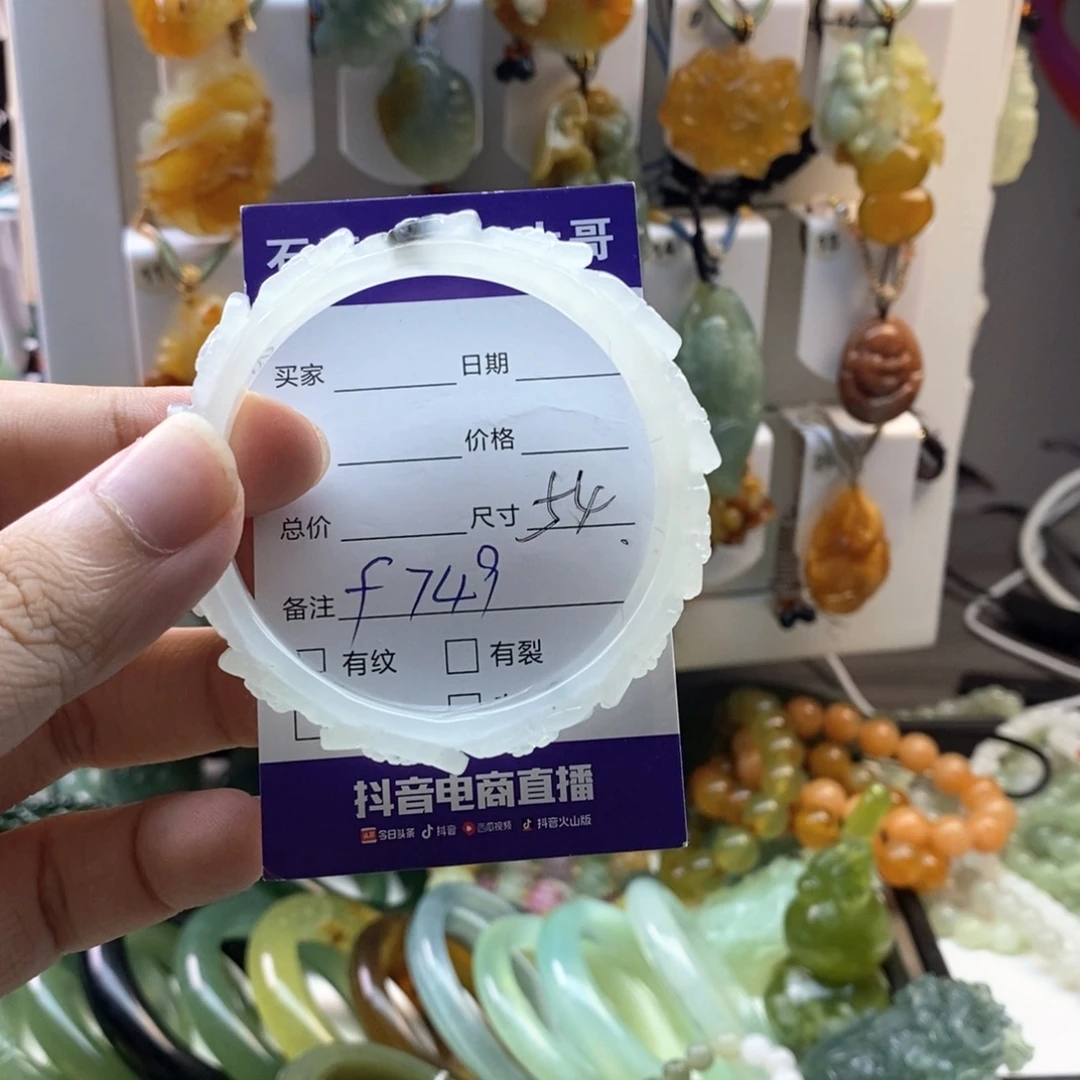 石 哥
买家 日期
价格
总价 尺寸 54.
备注 f749
有纹 有裂
抖音电商直播
今日头条 抖音 西瓜视频 抖音火山版